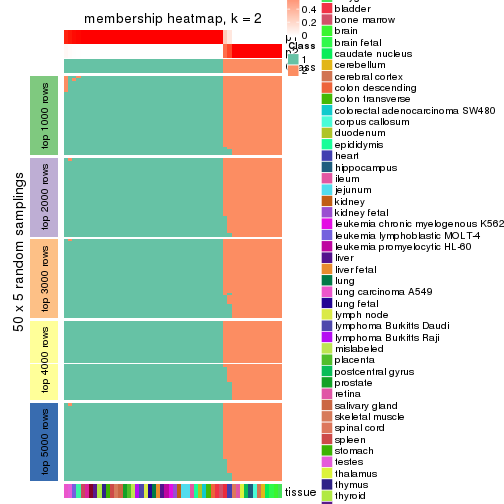 membership heatmap, k = 2
50 x 5 random samplings
top 1000 rows
top 2000 rows
top 3000 rows
top 4000 rows
top 5000 rows
0.4
0.2
0
Class
1
2
tissue
bladder
bone marrow
brain
brain fetal
caudate nucleus
cerebellum
cerebral cortex
colon descending
colon transverse
colorectal adenocarcinoma SW480
corpus callosum
duodenum
epididymis
heart
hippocampus
ileum
jejunum
kidney
kidney fetal
leukemia chronic myelogenous K562
leukemia lymphoblastic MOLT-4
leukemia promyelocytic HL-60
liver
liver fetal
lung
lung carcinoma A549
lung fetal
lymph node
lymphoma Burkitts Daudi
lymphoma Burkitts Raji
mislabeled
placenta
postcentral gyrus
prostate
retina
salivary gland
skeletal muscle
spinal cord
spleen
stomach
testes
thalamus
thymus
thyroid